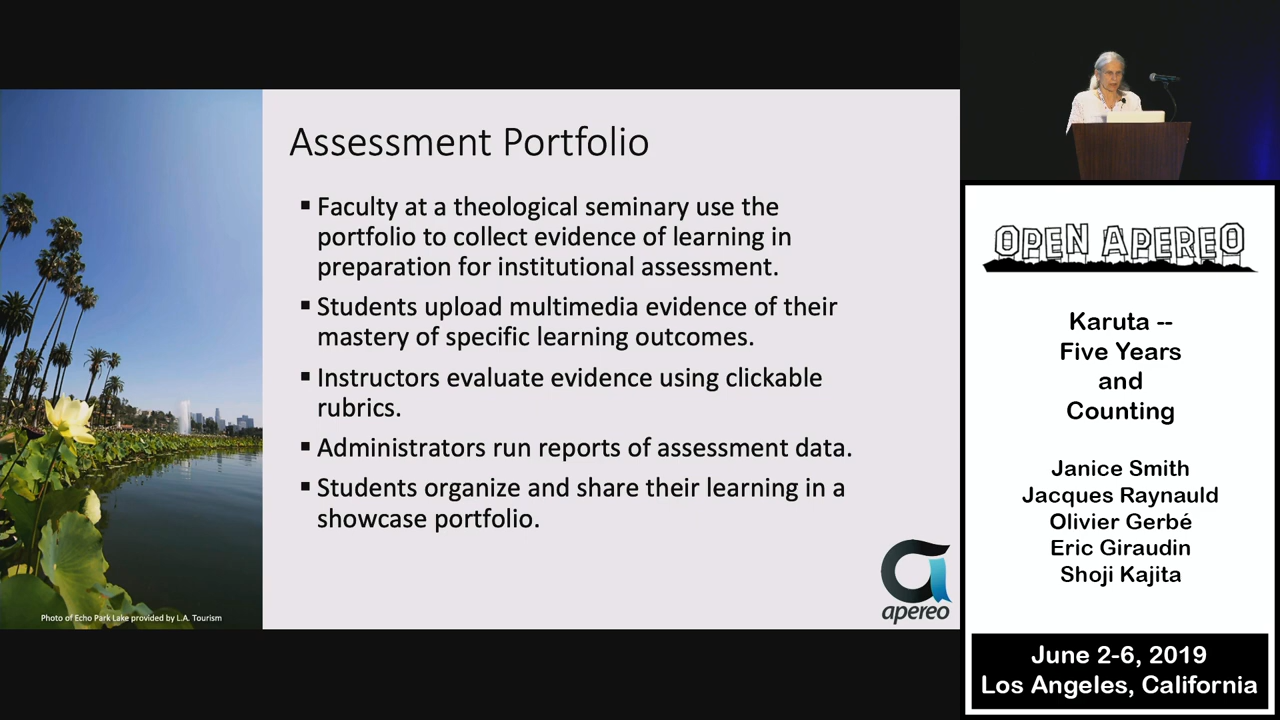 Assessment Portfolio
▪ Faculty at a theological seminary use the
portfolio to collect evidence of learning in
preparation for institutional assessment.
▪ Students upload multimedia evidence of their
mastery of specific learning outcomes.
▪ Instructors evaluate evidence using clickable
rubrics.
▪ Administrators run reports of assessment data.
▪ Students organize and share their learning in a
showcase portfolio.
apereo
Photo of Echo Park Lake provided by L.A. Tourism
OPEN APEREO
Karuta --
Five Years
and
Counting
Janice Smith
Jacques Raynauld
Olivier Gerbé
Eric Giraudin
Shoji Kajita
June 2-6, 2019
Los Angeles, California